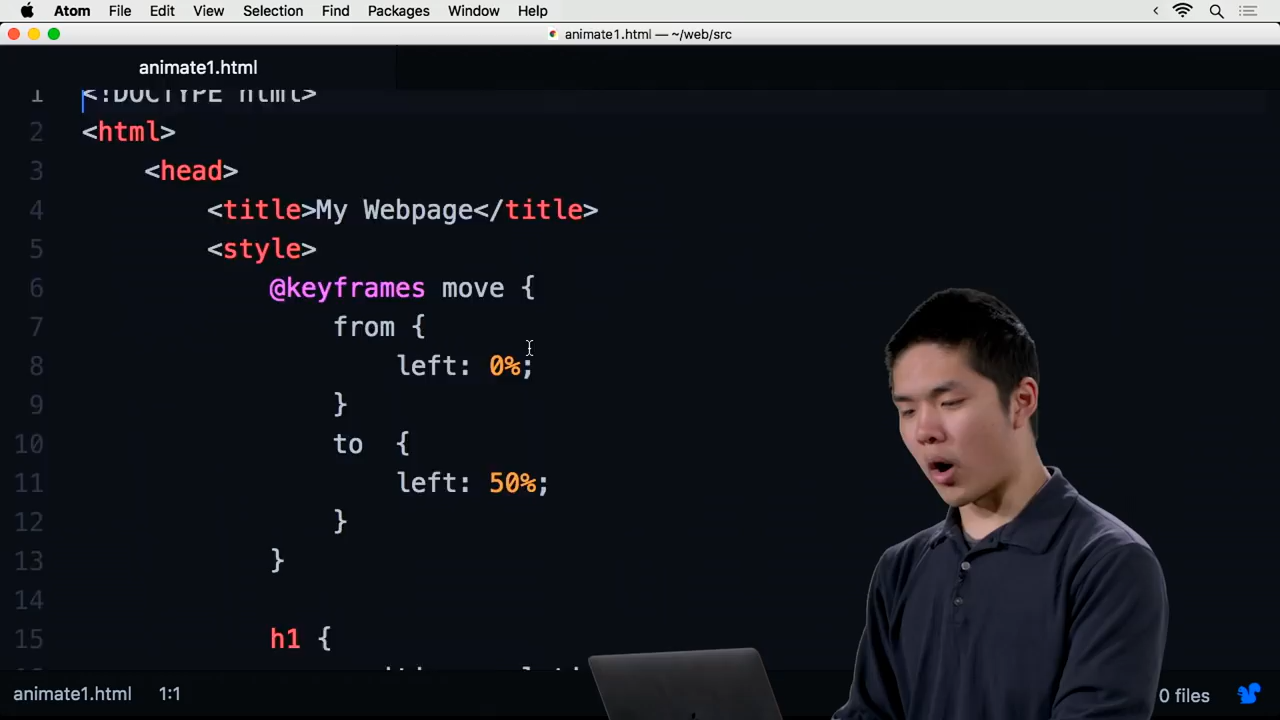 Atom File Edit View Selection Find Packages Window Help
animate1.html — ~/web/src
animate1.html
1 <!DOCTYPE html>
2 <html>
3 <head>
4 <title>My Webpage</title>
5 <style>
6 @keyframes move {
7 from {
8 left: 0%;
9 }
10 to {
11 left: 50%;
12 }
13 }
14
15 h1 {
animate1.html 1:1 0 files